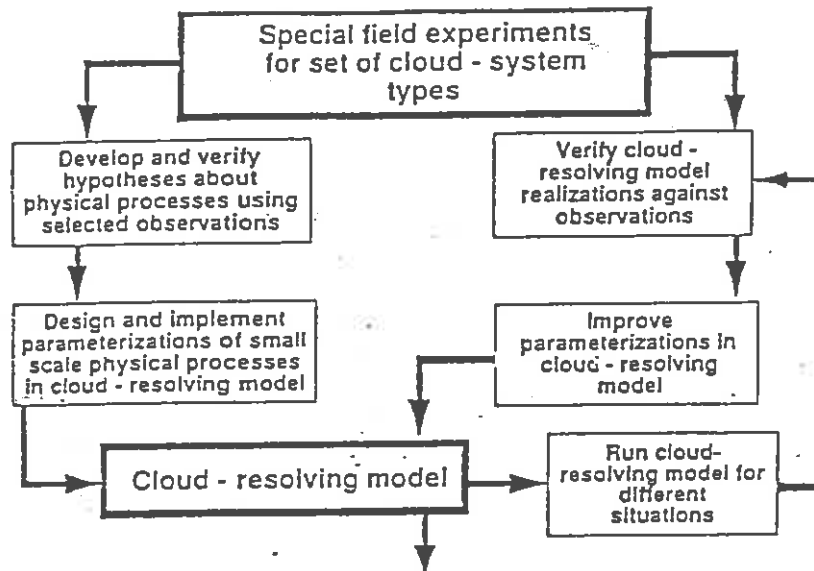 Special field experiments
for set of cloud - system
types
Develop and verify
hypotheses about
physical processes using
selected observations
Verify cloud -
resolving model
realizations against
observations
Design and implement
parameterizations of small
scale physical processes
in cloud - resolving model
Improve
parameterizations in
cloud - resolving
model
Cloud - resolving model
Run cloud-
resolving model for
different
situations